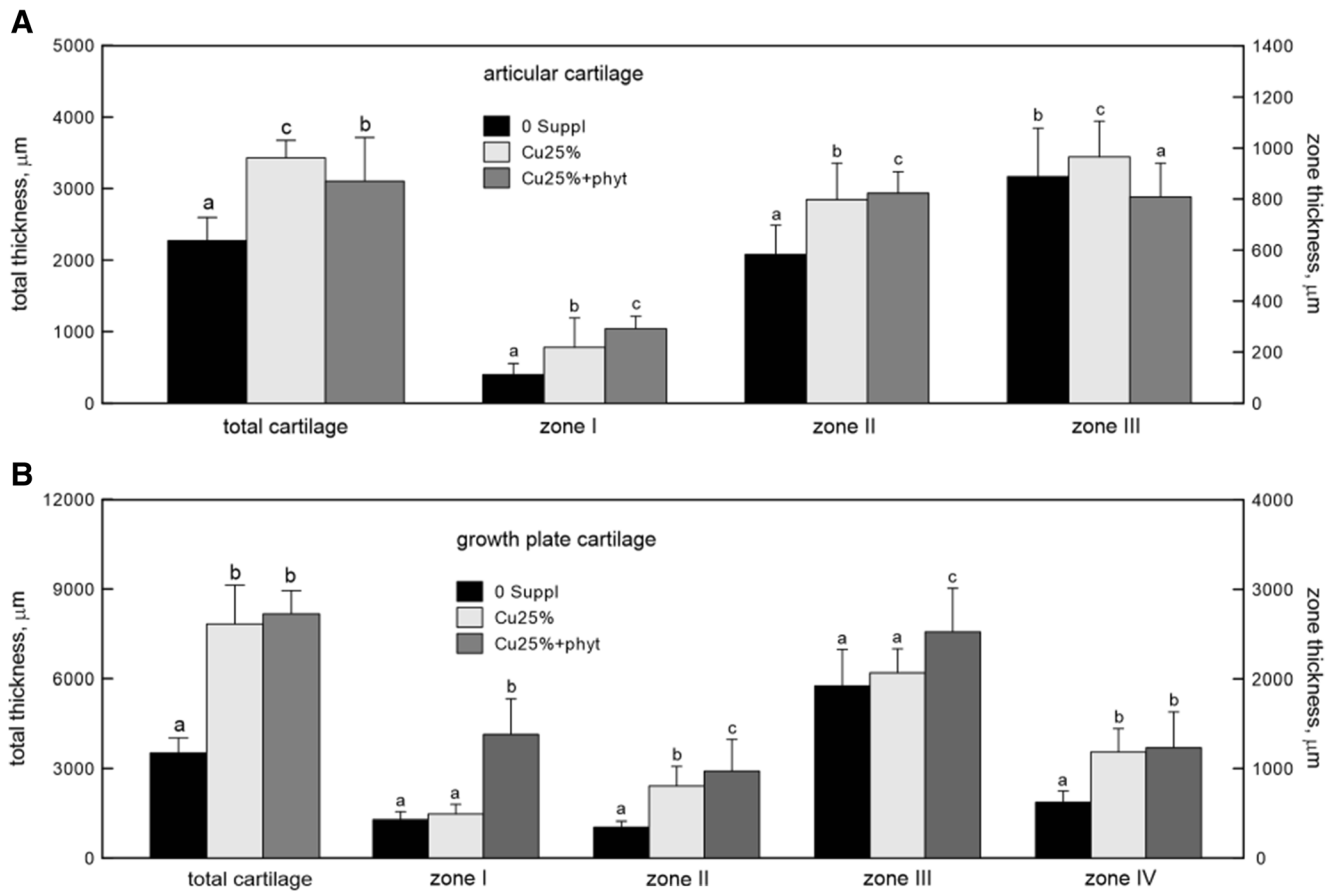 A
5000
4000
3000
2000
1000
0
total thickness, μm
1400
1200
1000
800
600
400
200
0
zone thickness, μm
articular cartilage
0 Suppl
Cu25%
Cu25%+phyt
a c b
a b c
a b c
b c a
total cartilage zone I zone II zone III
B
12000
9000
6000
3000
0
total thickness, μm
4000
3000
2000
1000
0
zone thickness, μm
growth plate cartilage
0 Suppl
Cu25%
Cu25%+phyt
a b b
a a b
a b c
a a c
a b b
total cartilage zone I zone II zone III zone IV